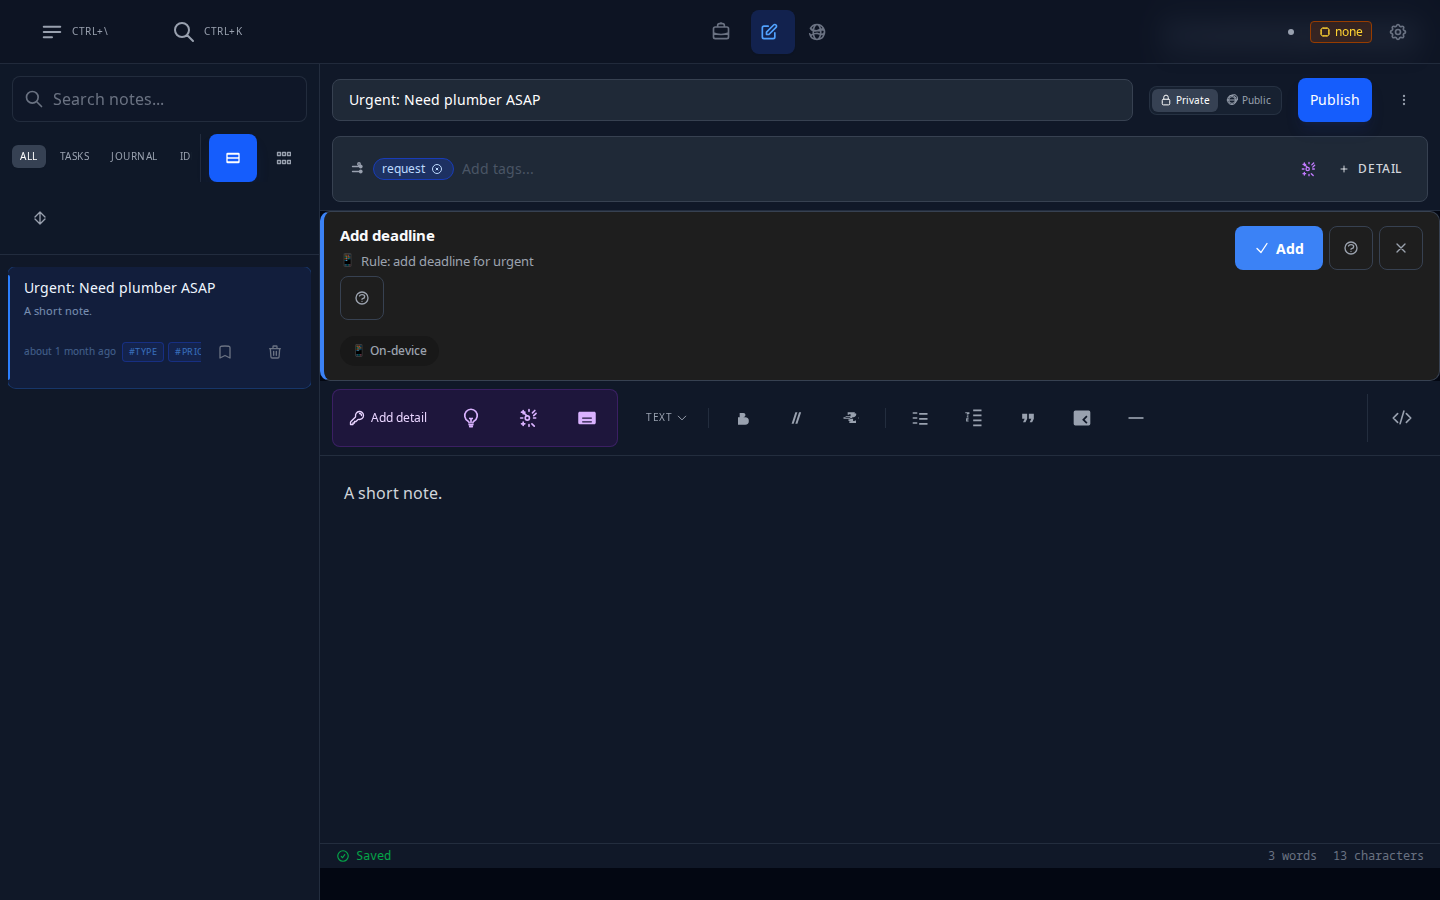 CTRL+\
CTRL+K
none
Search notes...
ALL TASKS JOURNAL ID
Urgent: Need plumber ASAP
A short note.
about 1 month ago #TYPE
Urgent: Need plumber ASAP
Private Public
Publish
request Add tags...
+ DETAIL
Add deadline
Rule: add deadline for urgent
Add
On-device
Add detail
TEXT
A short note.
Saved
3 words 13 characters